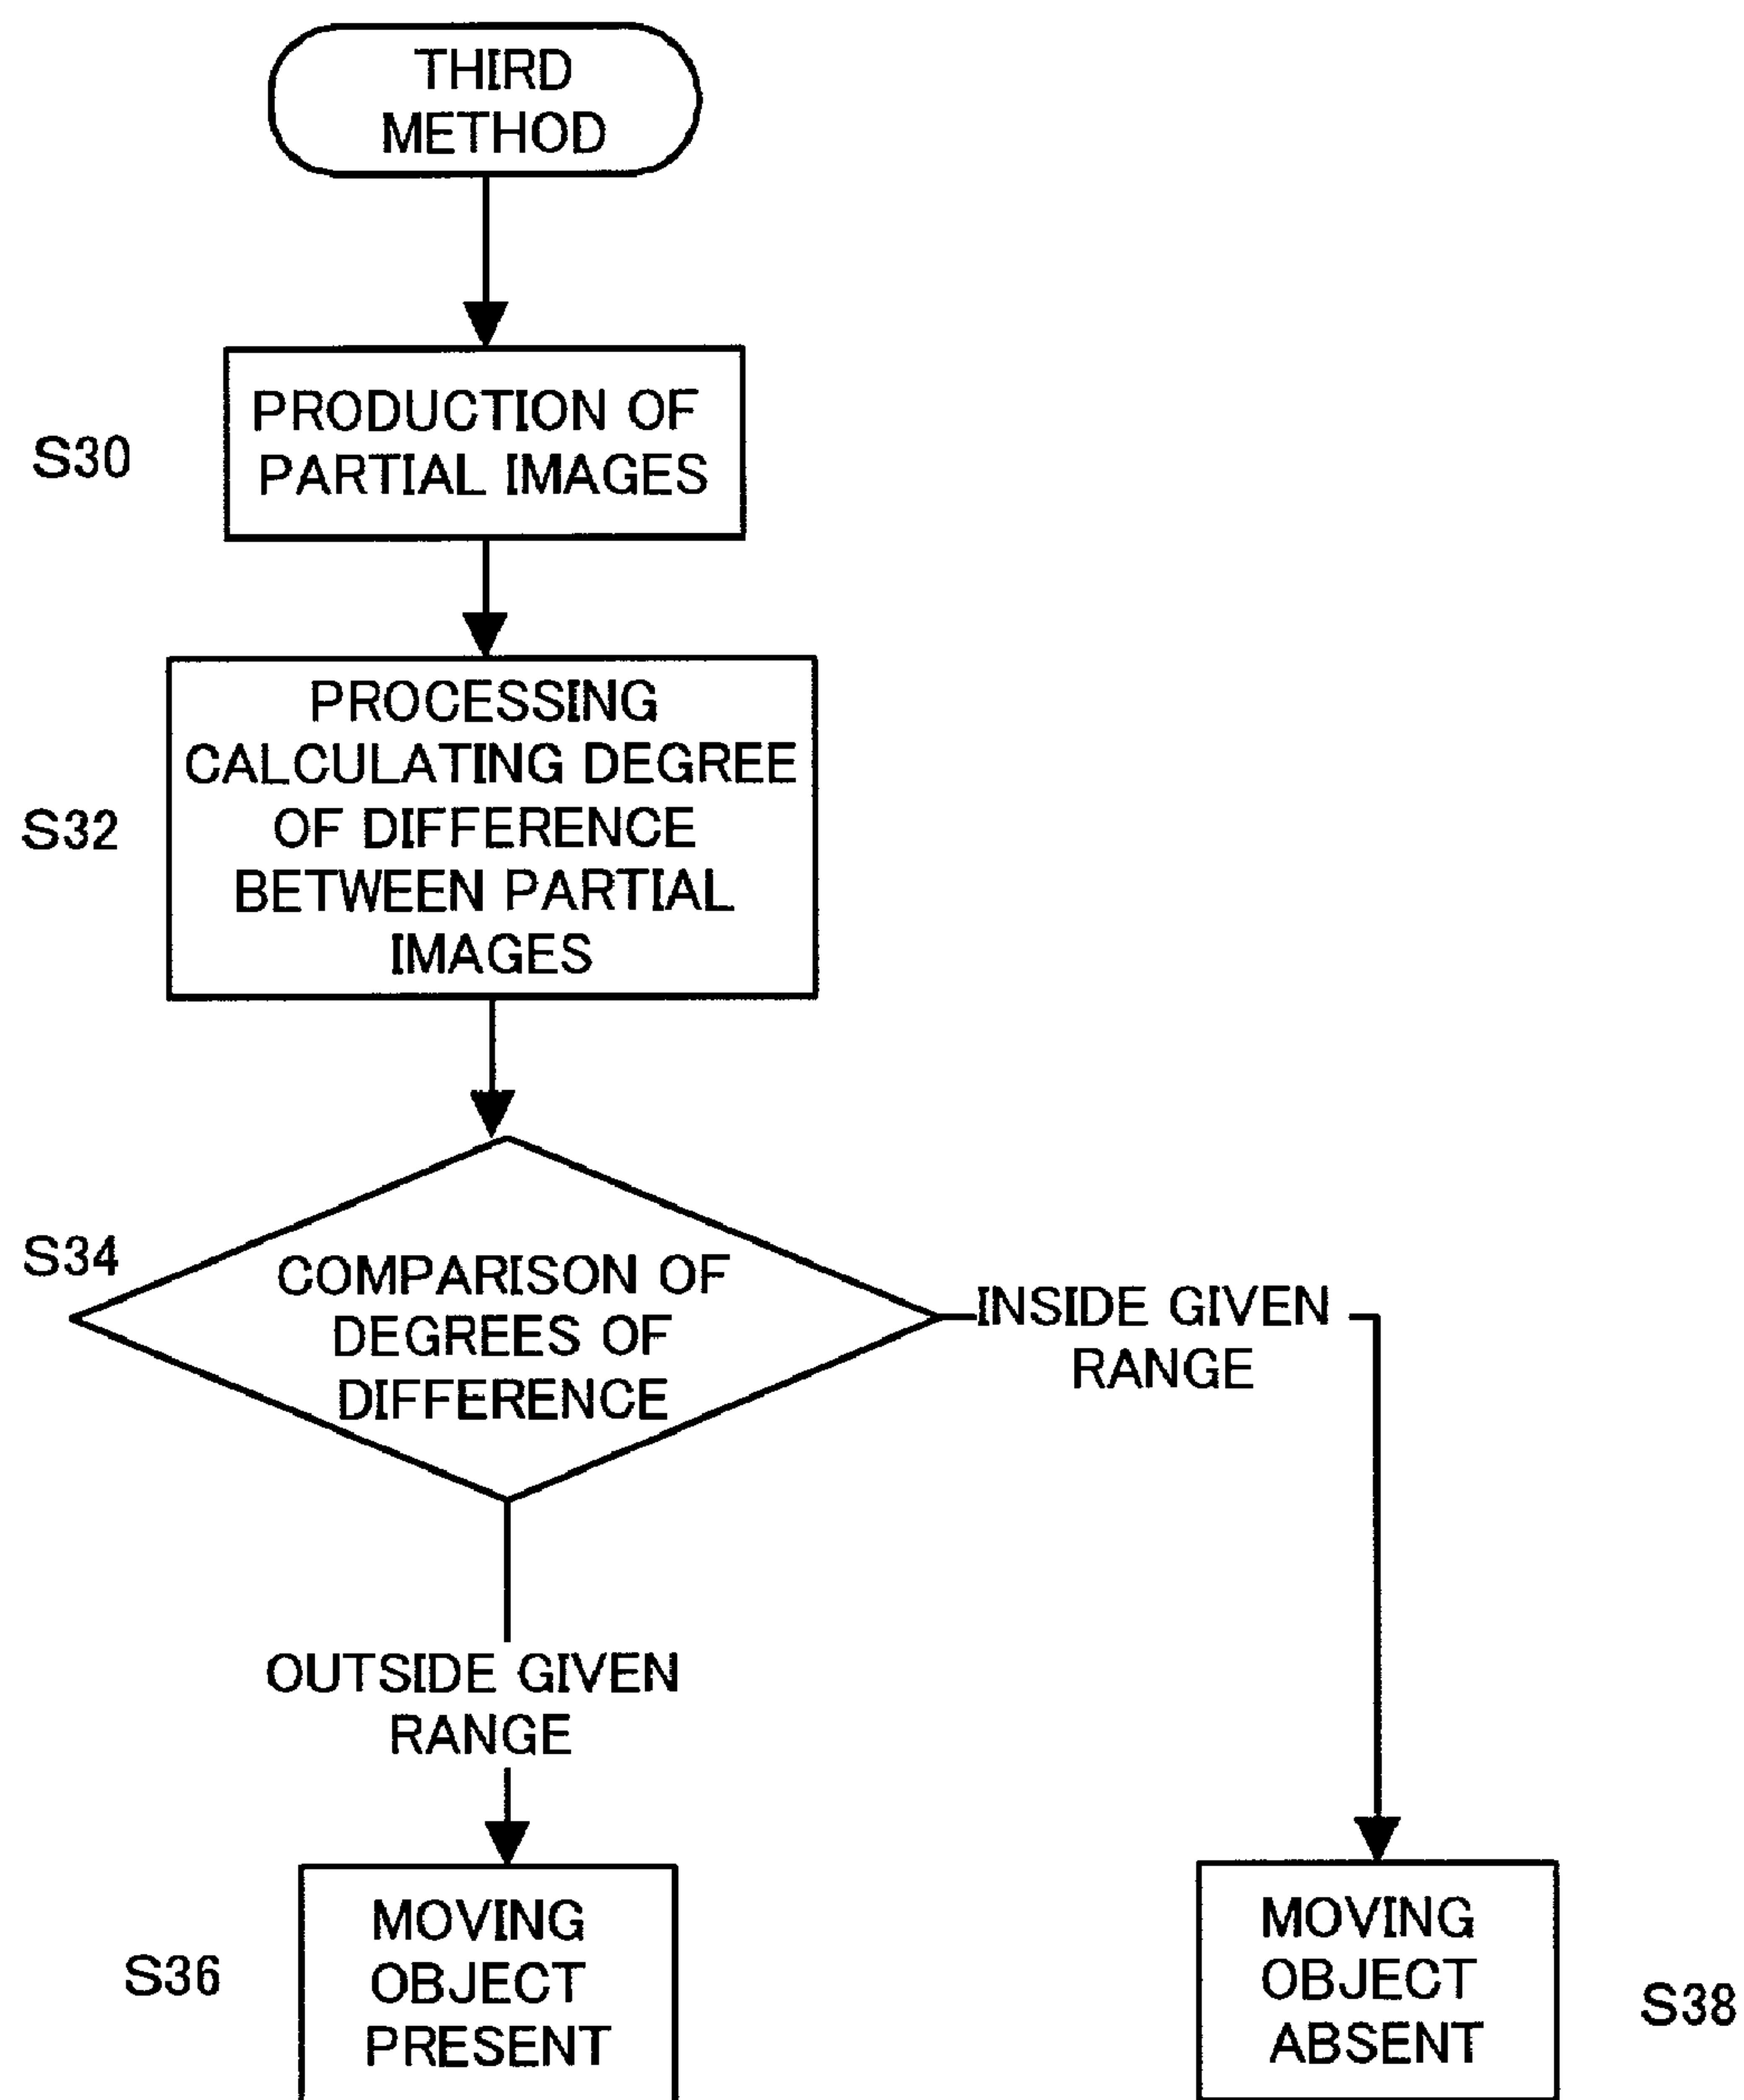 THIRD
METHOD
S30
PRODUCTION OF
PARTIAL IMAGES
S32
PROCESSING
CALCULATING DEGREE
OF DIFFERENCE
BETWEEN PARTIAL
IMAGES
S34
COMPARISON OF
DEGREES OF
DIFFERENCE
INSIDE GIVEN
RANGE
OUTSIDE GIVEN
RANGE
S36
MOVING
OBJECT
PRESENT
MOVING
OBJECT
ABSENT
S38